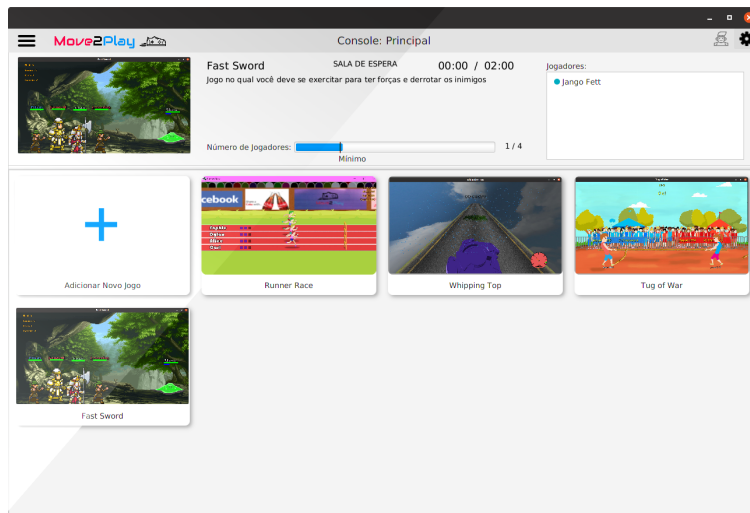 Move2Play
Console: Principal
Fast Sword
SALA DE ESPERA
00:00 / 02:00
Jogo no qual você deve se exercitar para ter forças e derrotar os inimigos
Número de Jogadores:
1 / 4
Mínimo
Jogadores:
Jango Fett
cebook
Adicionar Novo Jogo
Runner Race
Whipping Top
Tug of War
Fast Sword